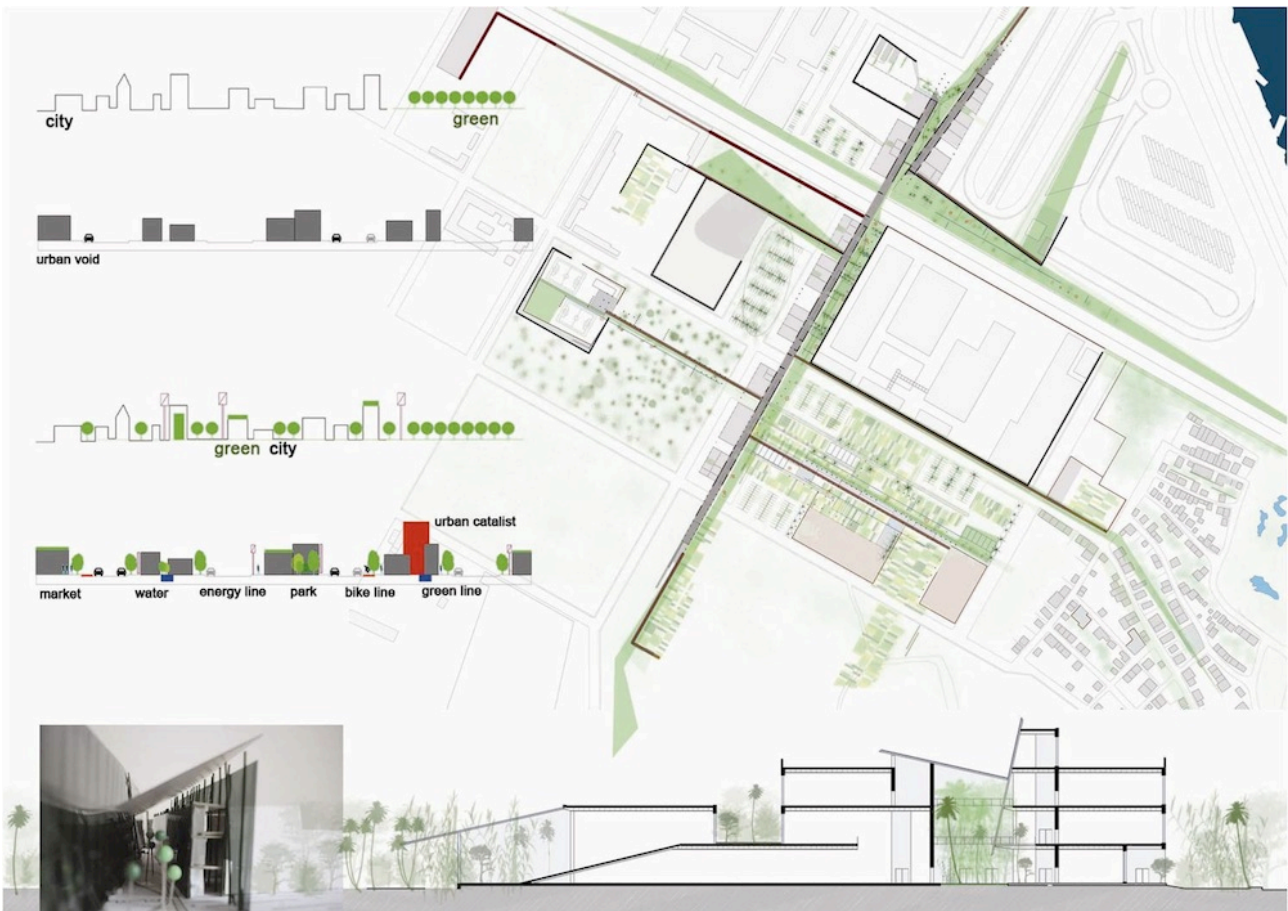 city
green
urban void
green city
urban catalist
market water energy line park bike line green line